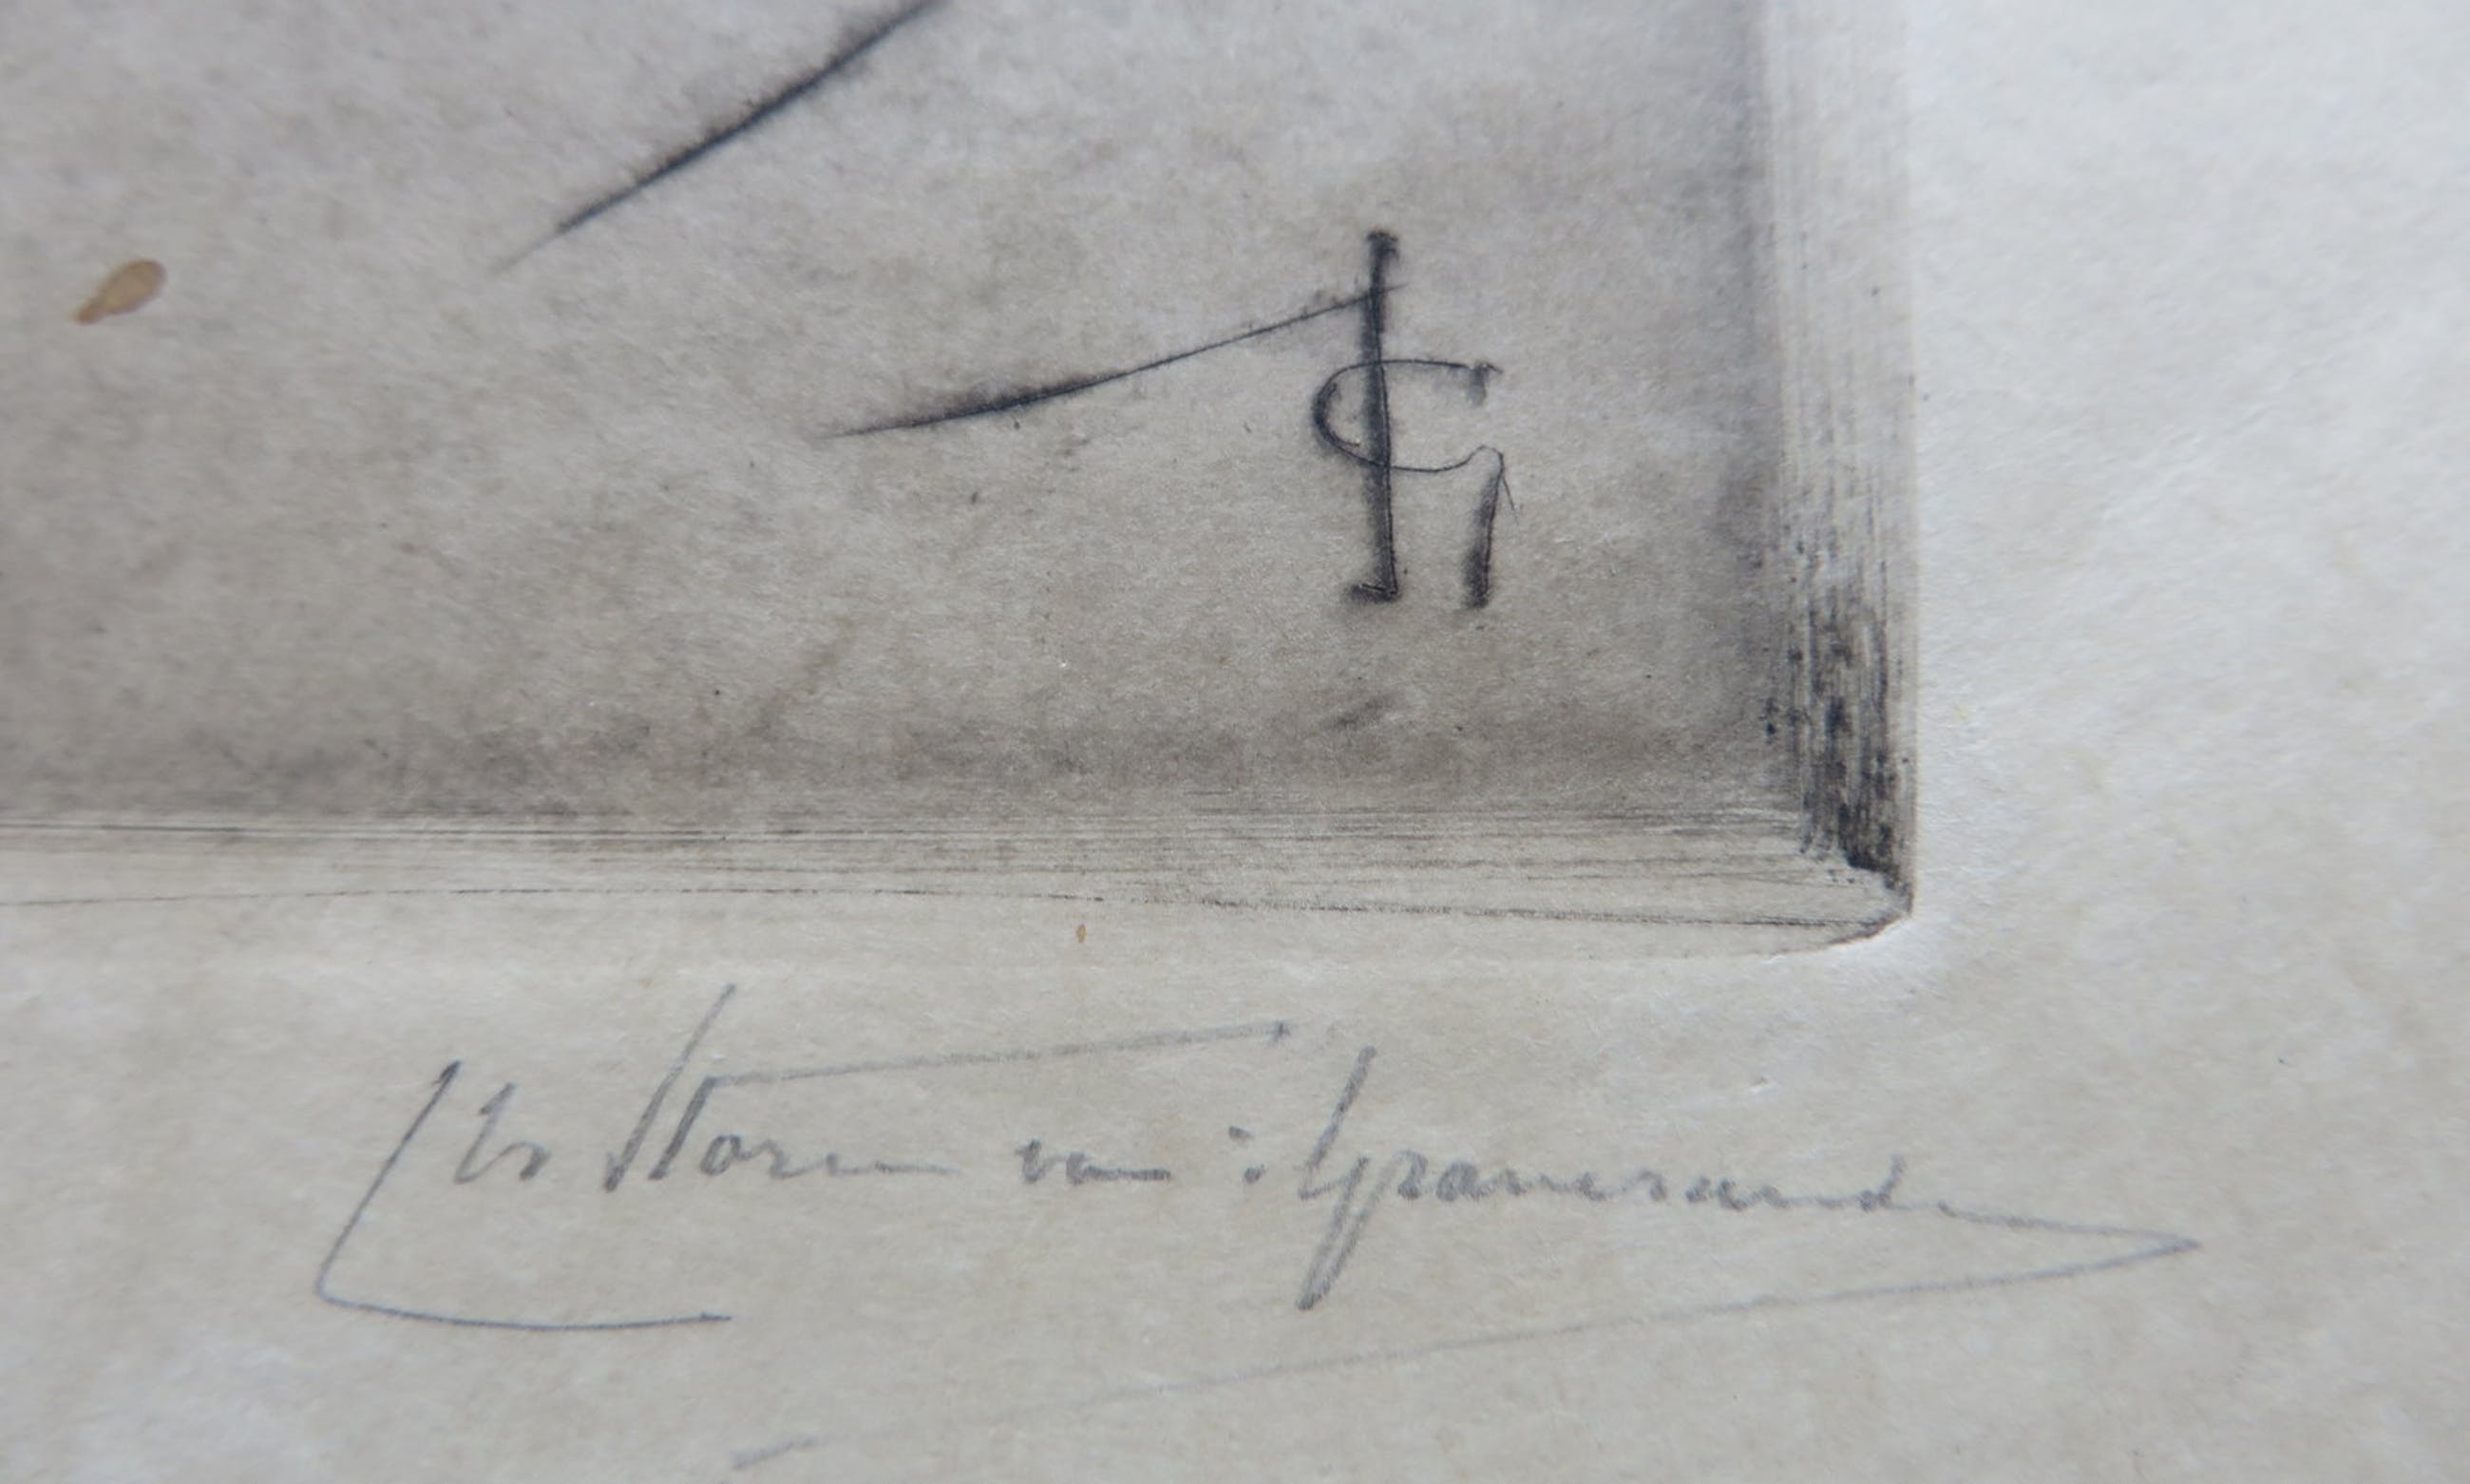 G
Ch Storm van 's Gravesande